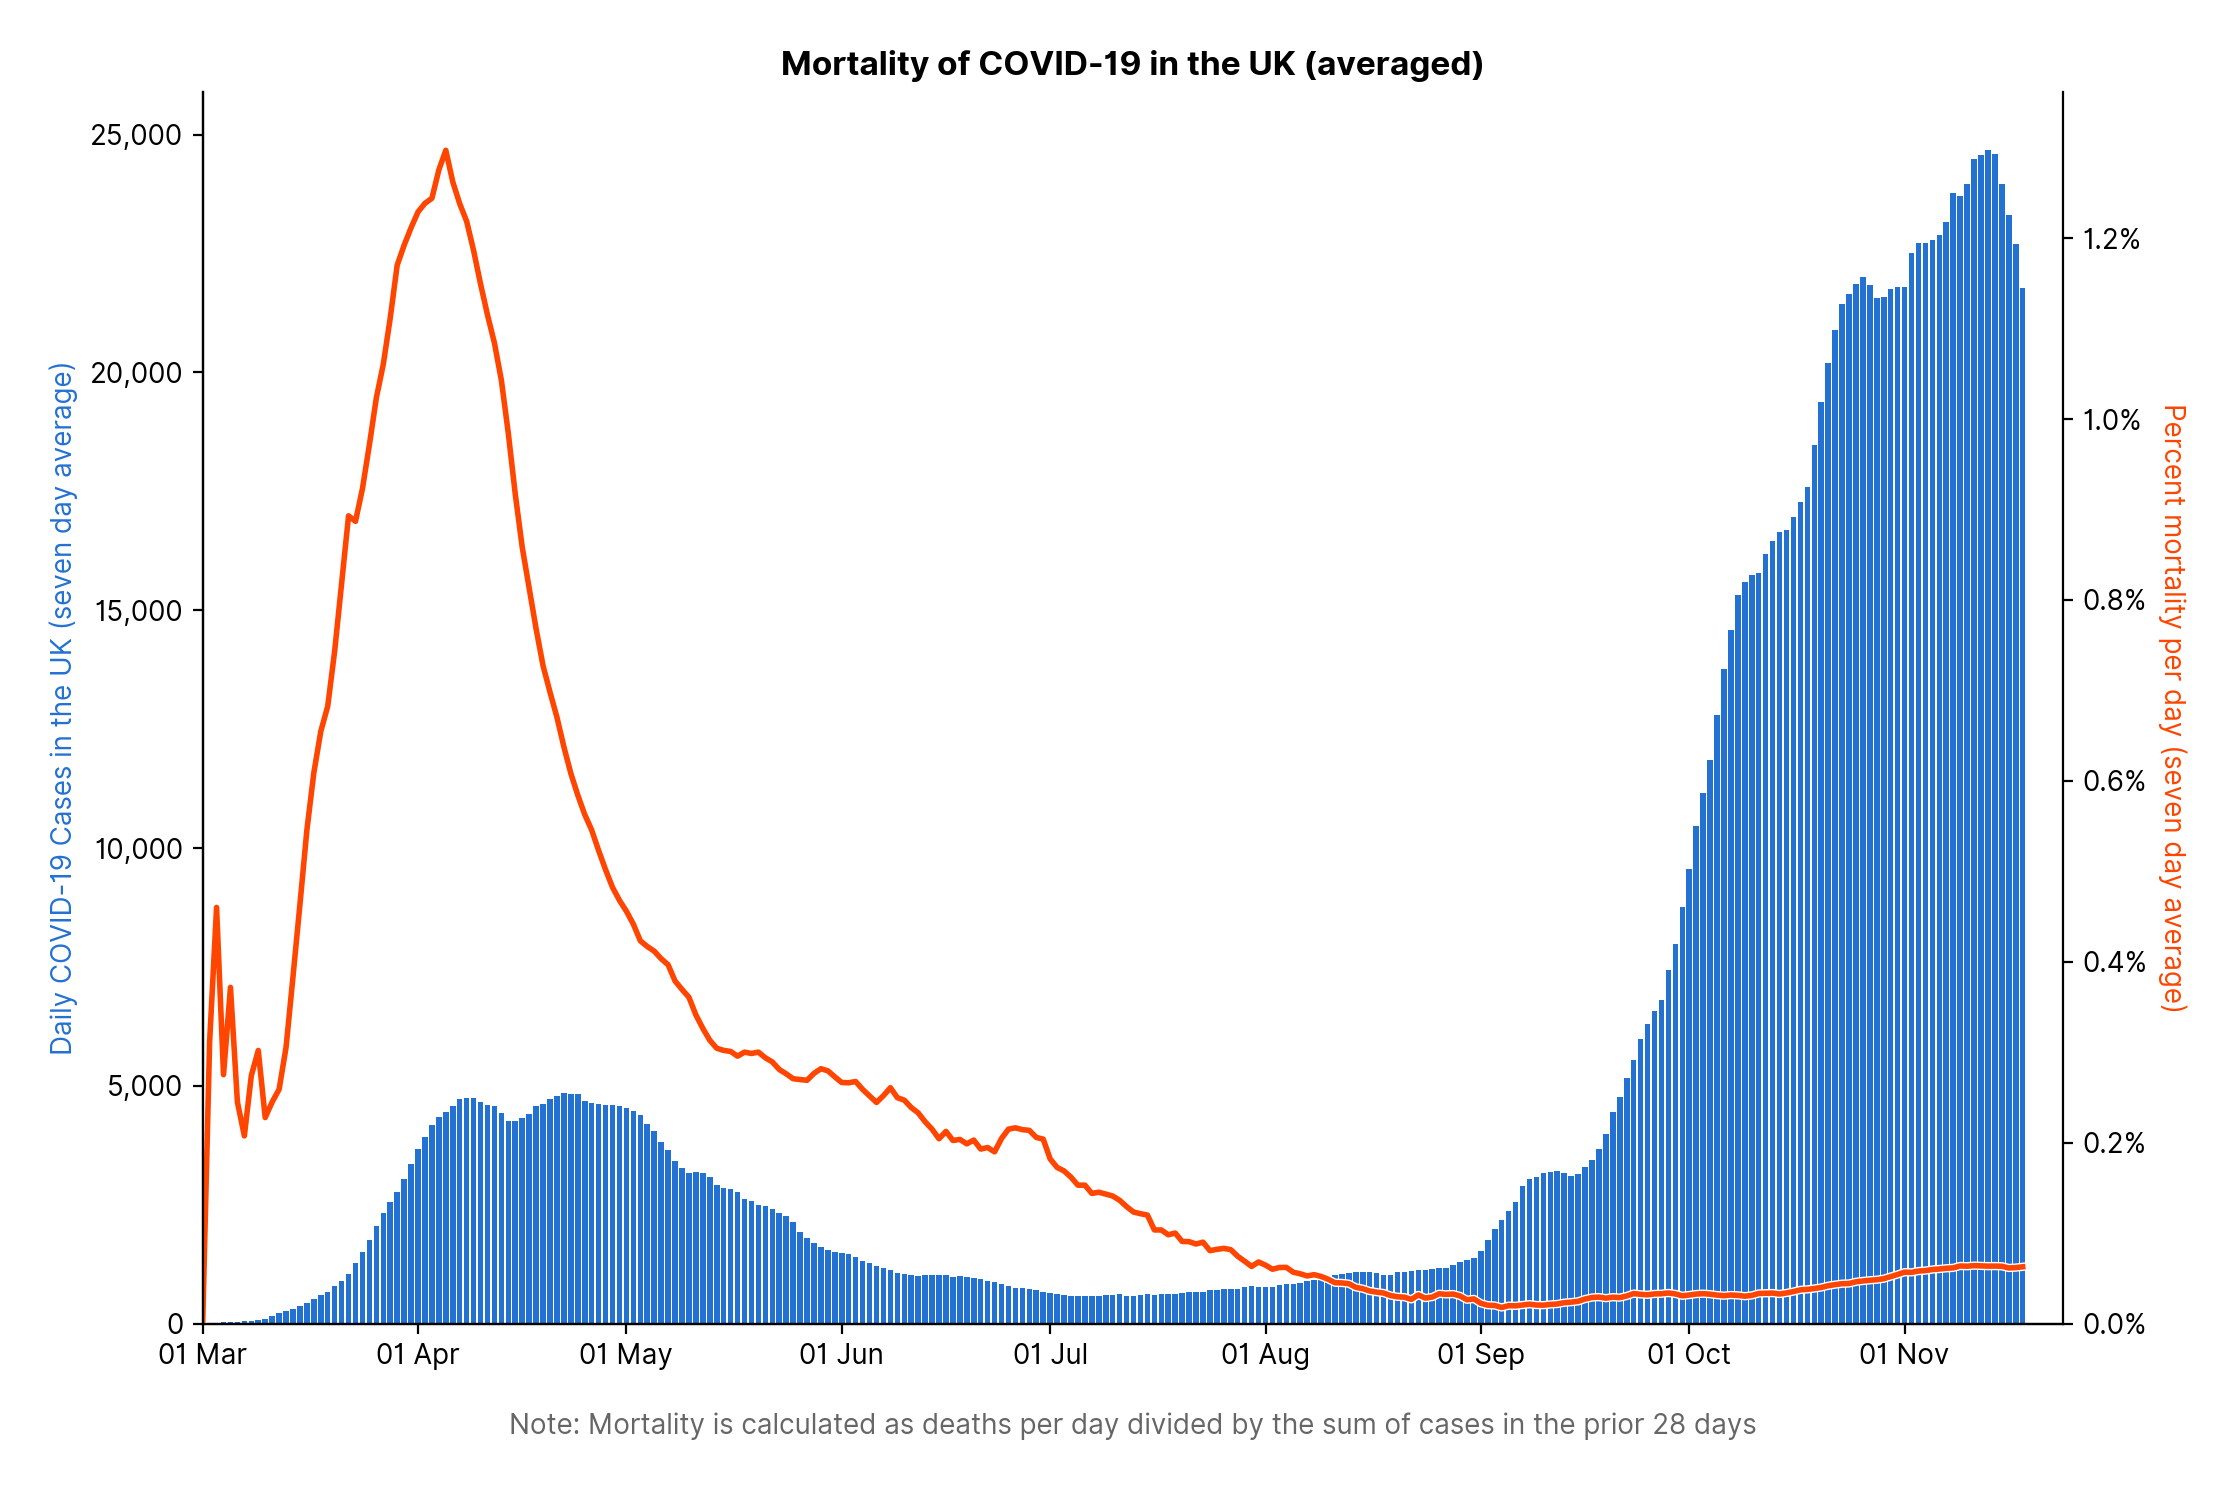 Mortality of COVID-19 in the UK (averaged)
Daily COVID-19 Cases in the UK (seven day average)
25,000
20,000
15,000
10,000
5,000
0
1.2%
1.0%
0.8%
0.6%
0.4%
0.2%
0.0%
Percent mortality per day (seven day average)
01 Mar
01 Apr
01 May
01 Jun
01 Jul
01 Aug
01 Sep
01 Oct
01 Nov
Note: Mortality is calculated as deaths per day divided by the sum of cases in the prior 28 days